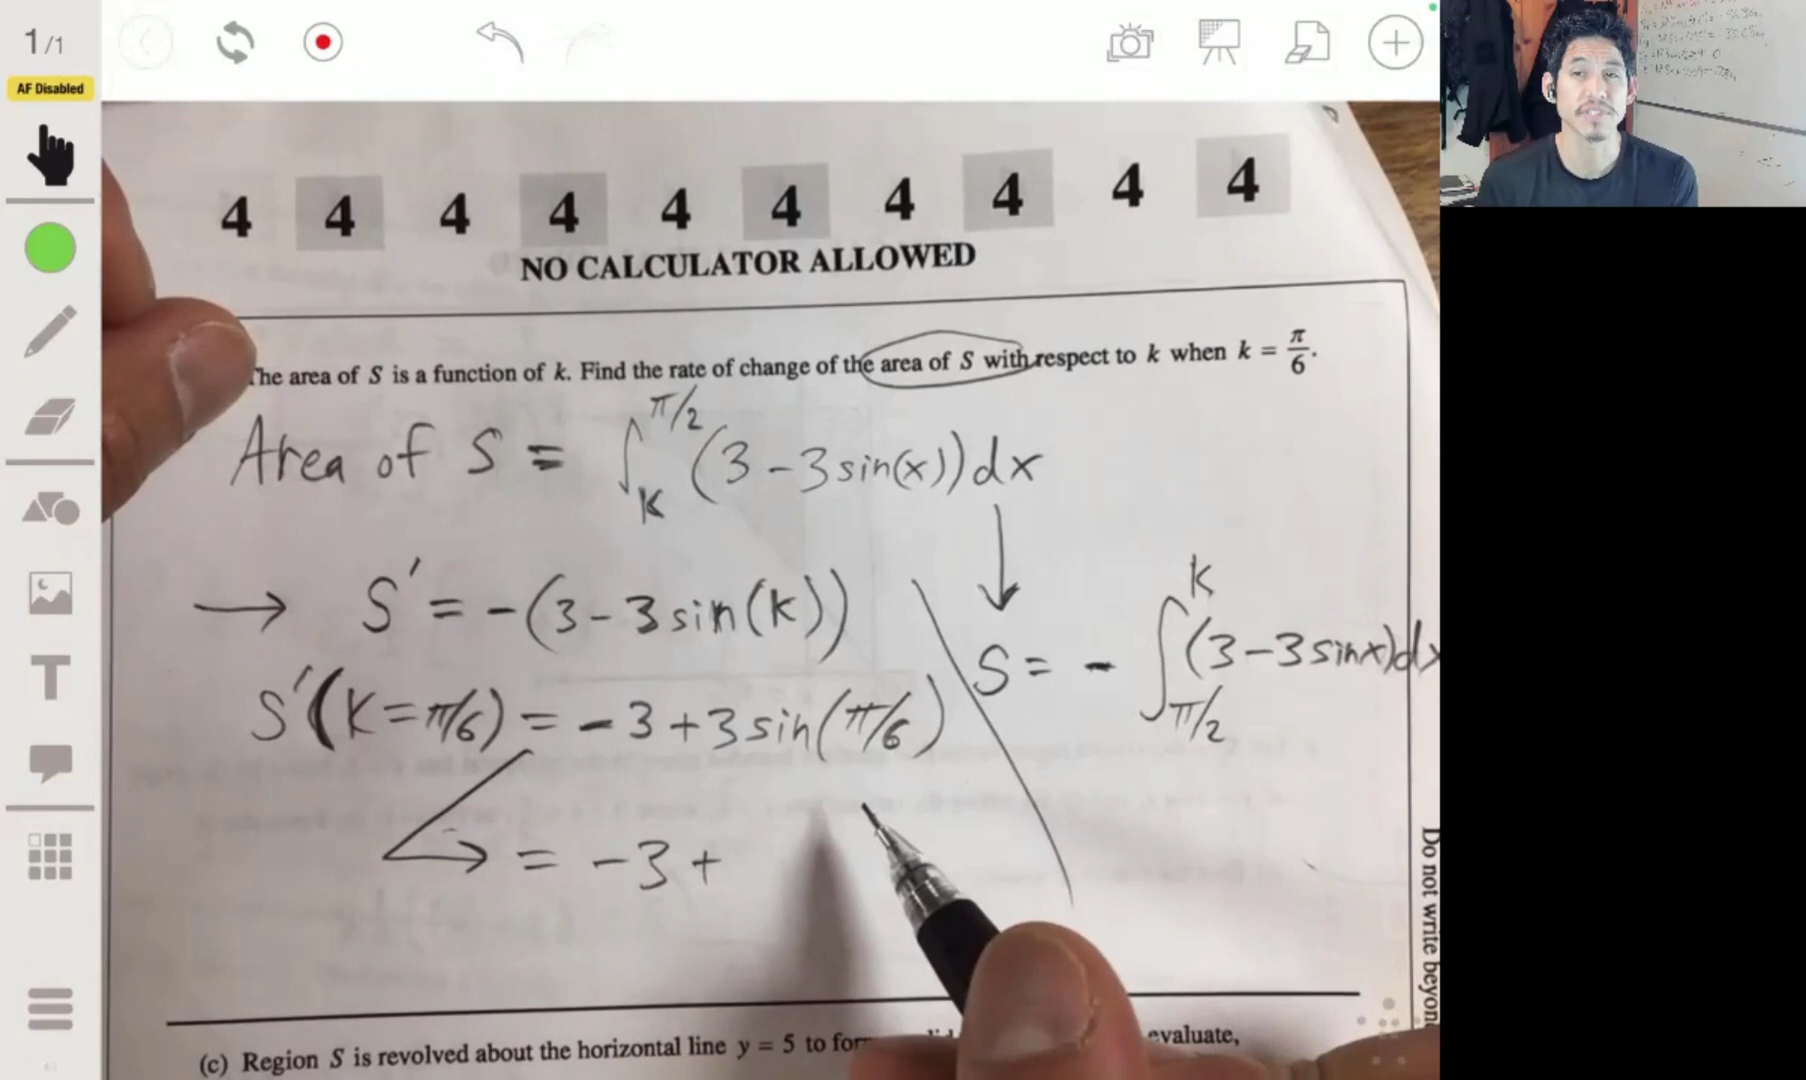 1/1
AF Disabled
4 4 4 4 4 4 4 4 4 4
NO CALCULATOR ALLOWED
The area of S is a function of k. Find the rate of change of the area of S with respect to k when k = π/6.
Area of S = ∫_K^{π/2} (3-3sin(x))dx
→ S' = -(3-3sin(K))
S = - ∫_{π/2}^K (3-3sinx)dx
S'(K=π/6) = -3+3sin(π/6)
= -3+
Do not write beyon
(c) Region S is revolved about the horizontal line y = 5 to for
evaluate,
T